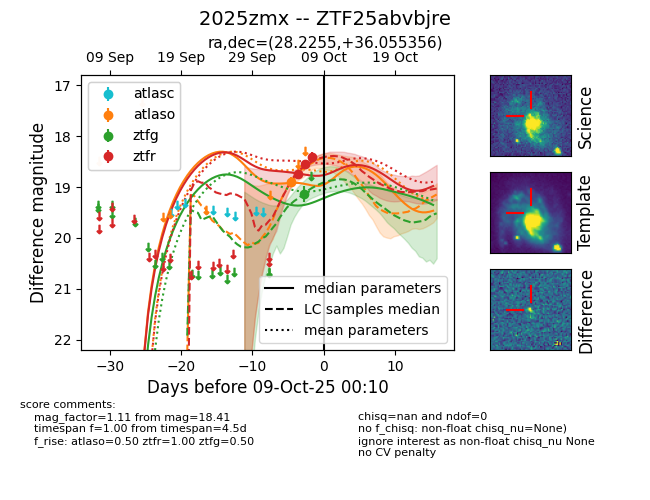 2025zmx -- ZTF25abvbjre
ra,dec=(28.2255,+36.055356)
09 Sep 19 Sep 29 Sep 09 Oct 19 Oct
17
18
19
20
21
22
Difference magnitude
atlasc
atlaso
ztfg
ztfr
median parameters
LC samples median
mean parameters
−30 −20 −10 0 10
Days before 09-Oct-25 00:10
Science
Template
Difference
score comments:
mag_factor=1.11 from mag=18.41
timespan f=1.00 from timespan=4.5d
f_rise: atlaso=0.50 ztfr=1.00 ztfg=0.50
chisq=nan and ndof=0
no f_chisq: non-float chisq_nu=None)
ignore interest as non-float chisq_nu None
no CV penalty